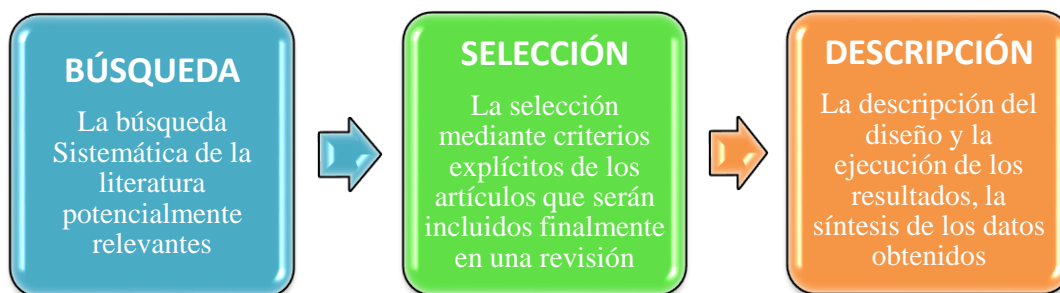 BÚSQUEDA
La búsqueda
Sistemática de la
literatura
potencialmente
relevantes
SELECCIÓN
La selección
mediante criterios
explícitos de los
artículos que serán
incluidos finalmente
en una revisión
DESCRIPCIÓN
La descripción del
diseño y la
ejecución de los
resultados, la
síntesis de los datos
obtenidos